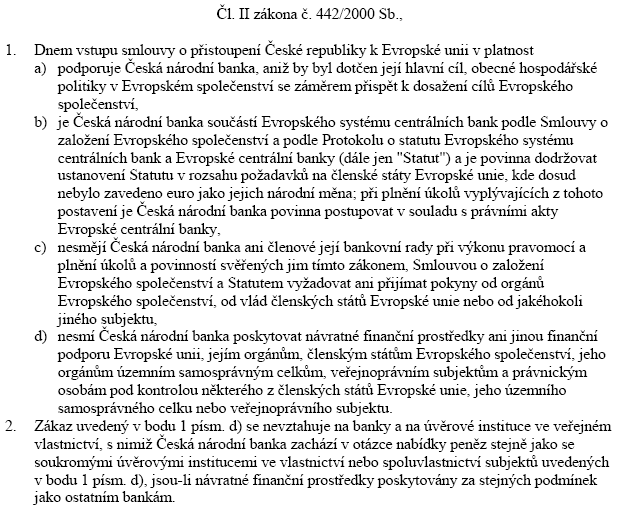 Čl. II zákona č. 442/2000 Sb.,
1. Dnem vstupu smlouvy o přistoupení České republiky k Evropské unii v platnost
a) podporuje Česká národní banka, aniž by byl dotčen její hlavní cíl, obecné hospodářské
politiky v Evropském společenství se záměrem přispět k dosažení cílů Evropského
společenství,
b) je Česká národní banka součástí Evropského systému centrálních bank podle Smlouvy o
založení Evropského společenství a podle Protokolu o statutu Evropského systému
centrálních bank a Evropské centrální banky (dále jen "Statut") a je povinna dodržovat
ustanovení Statutu v rozsahu požadavků na členské státy Evropské unie, kde dosud
nebylo zavedeno euro jako jejich národní měna; při plnění úkolů vyplývajících z tohoto
postavení je Česká národní banka povinna postupovat v souladu s právními akty
Evropské centrální banky,
c) nesmějí Česká národní banka ani členové její bankovní rady při výkonu pravomocí a
plnění úkolů a povinností svěřených jim tímto zákonem, Smlouvou o založení
Evropského společenství a Statutem vyžadovat ani přijímat pokyny od orgánů
Evropského společenství, od vlád členských států Evropské unie nebo od jakéhokoli
jiného subjektu,
d) nesmí Česká národní banka poskytovat návratné finanční prostředky ani jinou finanční
podporu Evropské unii, jejím orgánům, členským státům Evropského společenství, jeho
orgánům územním samosprávným celkům, veřejnoprávním subjektům a právnickým
osobám pod kontrolou některého z členských států Evropské unie, jeho územního
samosprávného celku nebo veřejnoprávního subjektu.
2. Zákaz uvedený v bodu 1 písm. d) se nevztahuje na banky a na úvěrové instituce ve veřejném
vlastnictví, s nimiž Česká národní banka zachází v otázce nabídky peněz stejně jako se
soukromými úvěrovými institucemi ve vlastnictví nebo spoluvlastnictví subjektů uvedených
v bodu 1 písm. d), jsou-li návratné finanční prostředky poskytovány za stejných podmínek
jako ostatním bankám.